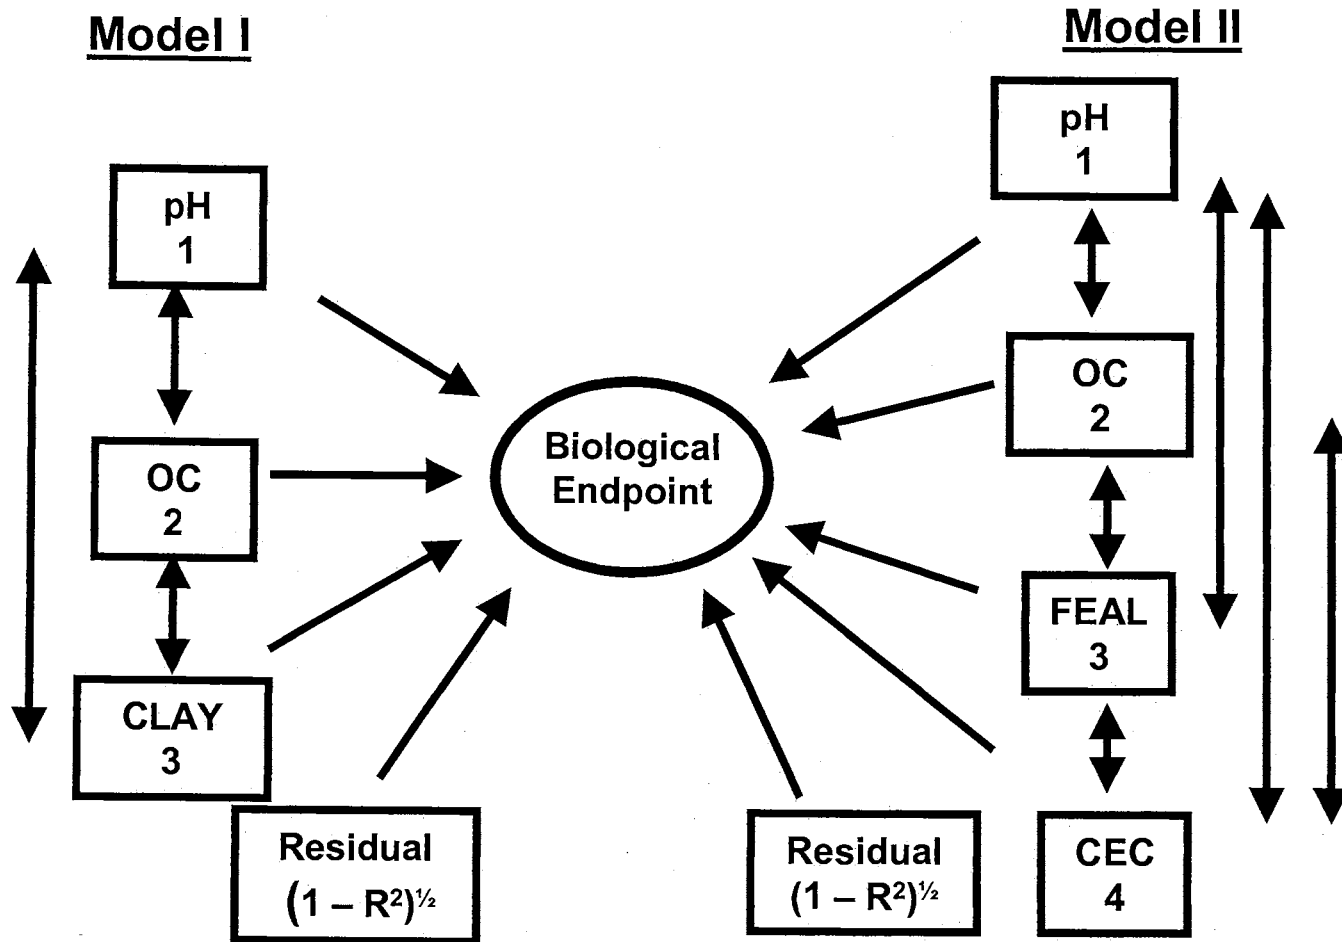 Model I
pH
1
OC
2
CLAY
3
Residual
(1 – R²)^½
Biological
Endpoint
Model II
pH
1
OC
2
FEAL
3
CEC
4
Residual
(1 – R²)^½